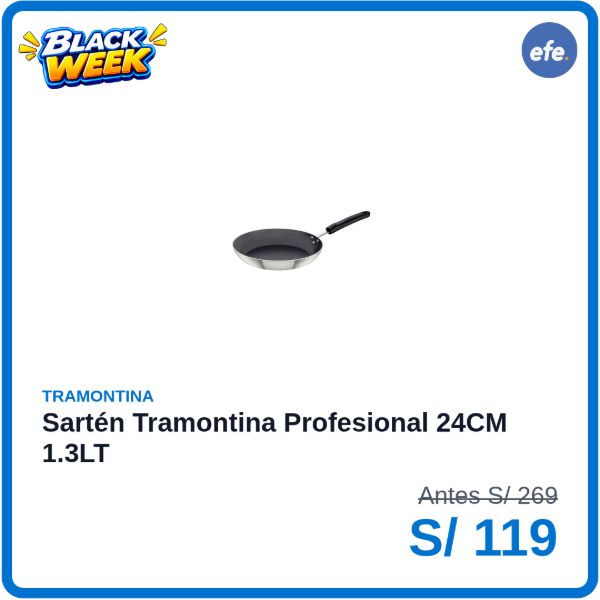 BLACK
WEEK
efe.
TRAMONTINA
Sartén Tramontina Profesional 24CM
1.3LT
Antes S/ 269
S/ 119